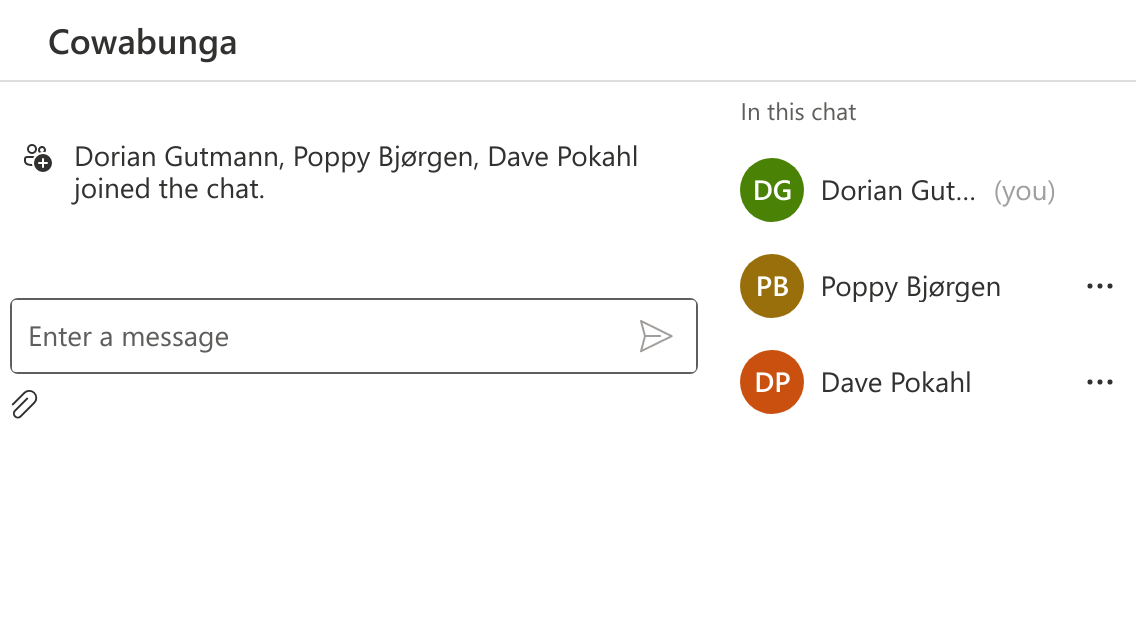 Cowabunga
Dorian Gutmann, Poppy Bjørgen, Dave Pokahl
joined the chat.
Enter a message
In this chat
DG Dorian Gut... (you)
PB Poppy Bjørgen
DP Dave Pokahl